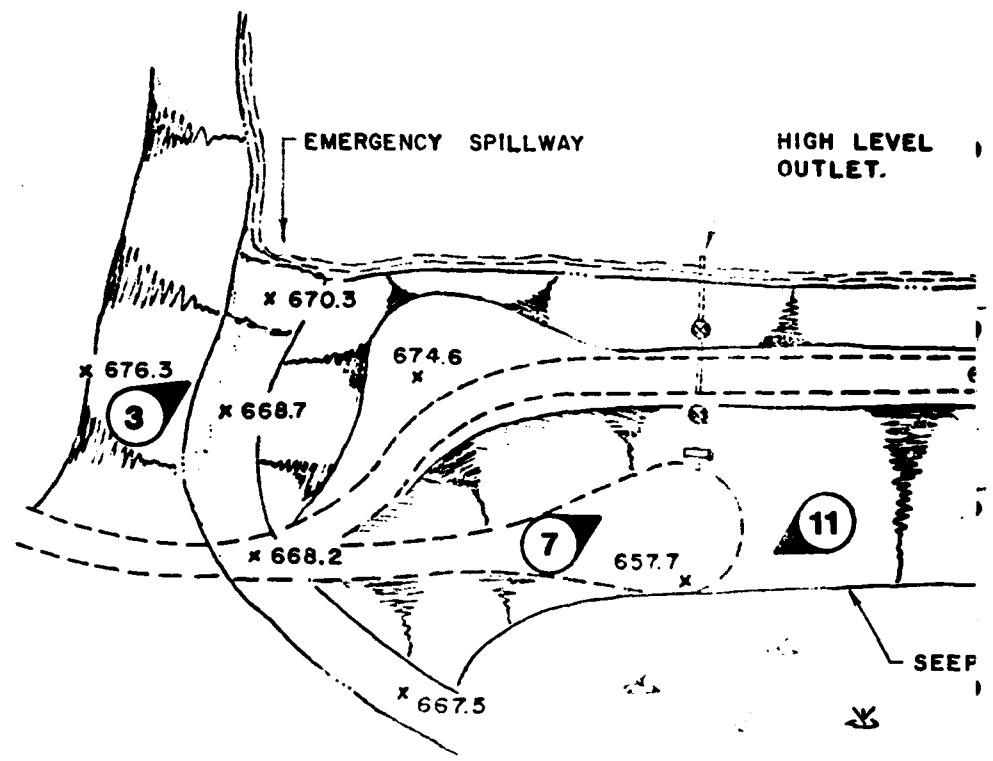 EMERGENCY SPILLWAY
HIGH LEVEL
OUTLET.
670.3
674.6
676.3
3
668.7
11
7
668.2
657.7
SEEP
667.5